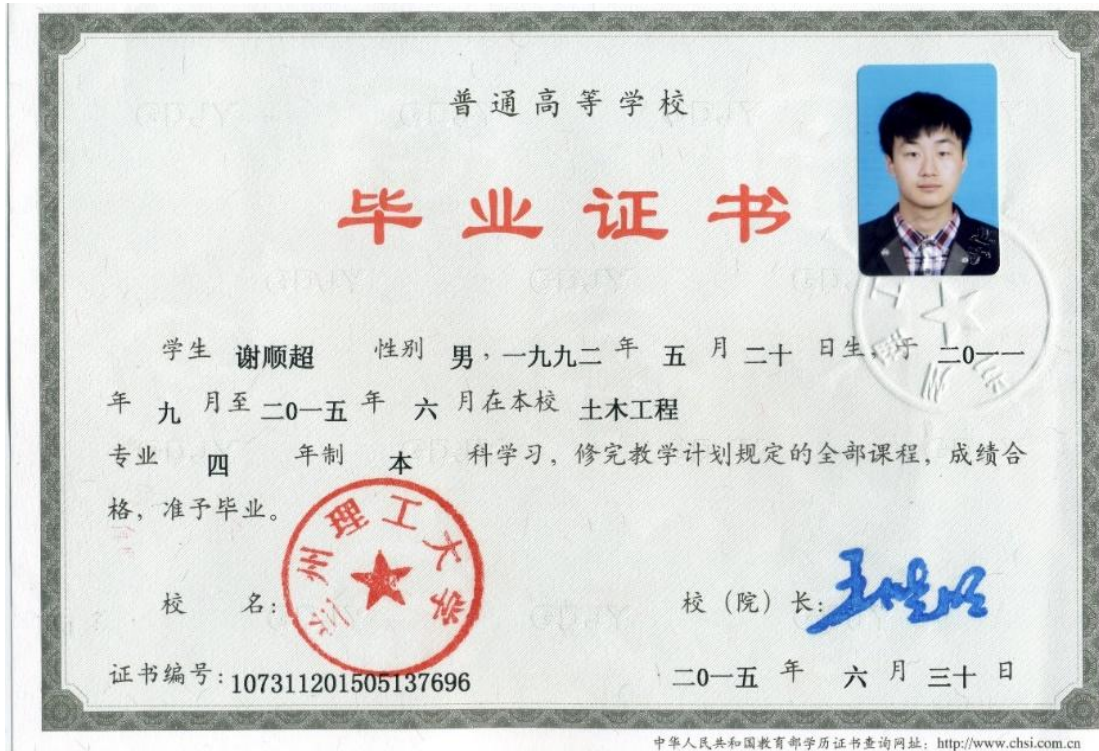 普通高等学校
毕业证书
学生 谢顺超 性别 男，一九九二 年 五 月 二十 日生，于 二0一一
年 九 月至 二0一五 年 六 月在本校 土木工程
专业 四 年制 本 科学习，修完教学计划规定的全部课程，成绩合
格，准予毕业。
兰州理工大学
校 名：
校（院）长：
证书编号：107311201505137696
二0一五 年 六 月 三十 日
中华人民共和国教育部学历证书查询网址：http://www.chsi.com.cn